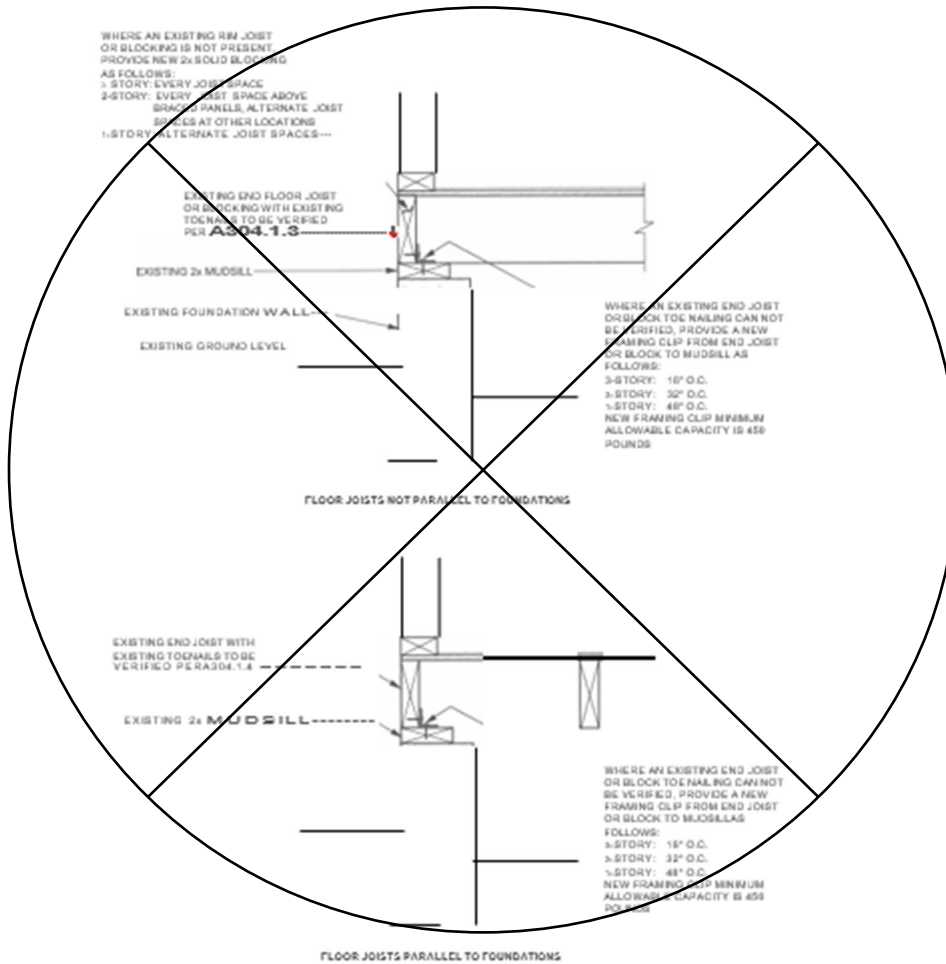 WHERE AN EXISTING RIM JOIST
OR BLOCKING IS NOT PRESENT,
PROVIDE NEW 2x SOLID BLOCKING
AS FOLLOWS:
3-STORY: EVERY JOIST SPACE
2-STORY: EVERY JOIST SPACE ABOVE
BRACED PANELS, ALTERNATE JOIST
SPACES AT OTHER LOCATIONS
1-STORY: ALTERNATE JOIST SPACES---
EXISTING END FLOOR JOIST
OR BLOCKING WITH EXISTING
TOENAILS TO BE VERIFIED
PER A304.1.3
EXISTING 2x MUDSILL
EXISTING FOUNDATION WALL---
EXISTING GROUND LEVEL
WHERE AN EXISTING END JOIST
OR BLOCK TOE NAILING CAN NOT
BE VERIFIED, PROVIDE A NEW
FRAMING CLIP FROM END JOIST
OR BLOCK TO MUDSILL AS
FOLLOWS:
3-STORY: 16" O.C.
2-STORY: 32" O.C.
1-STORY: 48" O.C.
NEW FRAMING CLIP MINIMUM
ALLOWABLE CAPACITY IS 450
POUNDS
FLOOR JOISTS NOT PARALLEL TO FOUNDATIONS
EXISTING END JOIST WITH
EXISTING TOENAILS TO BE
VERIFIED PER A304.1.4
EXISTING 2x MUDSILL
WHERE AN EXISTING END JOIST
OR BLOCK TOE NAILING CAN NOT
BE VERIFIED, PROVIDE A NEW
FRAMING CLIP FROM END JOIST
OR BLOCK TO MUDSILL AS
FOLLOWS:
3-STORY: 16" O.C.
2-STORY: 32" O.C.
1-STORY: 48" O.C.
NEW FRAMING CLIP MINIMUM
ALLOWABLE CAPACITY IS 450
POUNDS
FLOOR JOISTS PARALLEL TO FOUNDATIONS